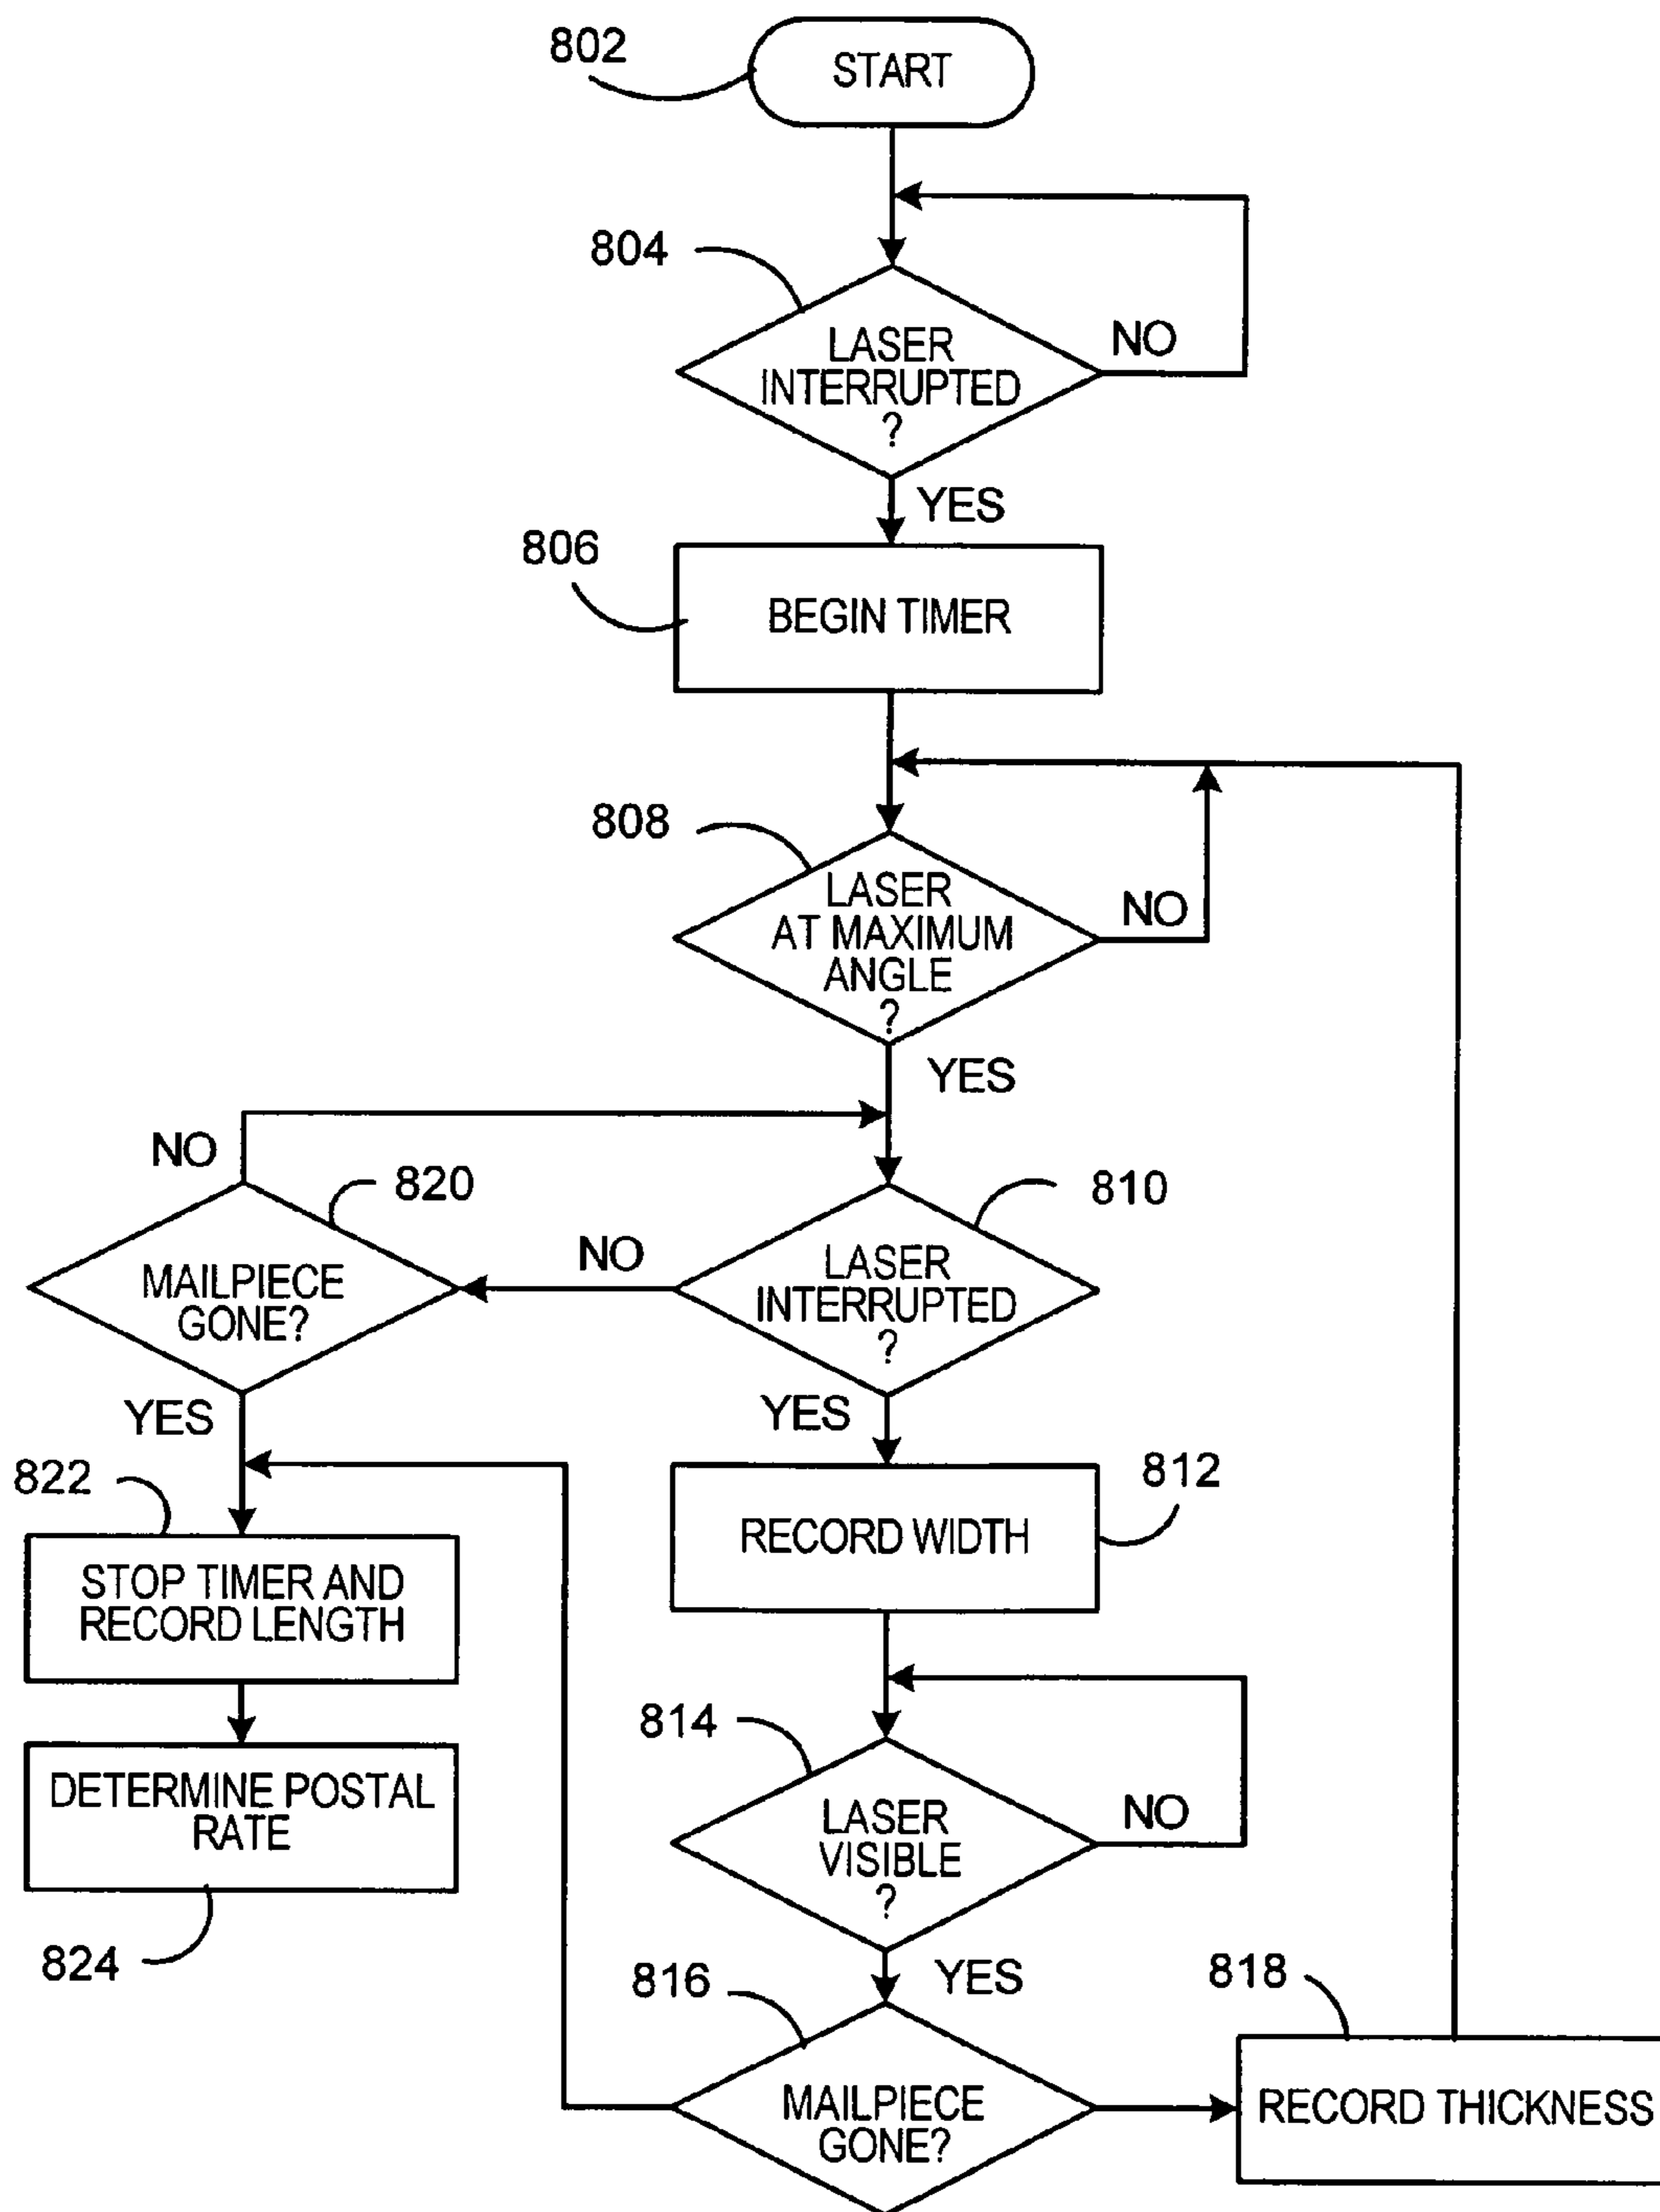 802
START
804
LASER
INTERRUPTED
?
NO
YES
806
BEGIN TIMER
808
LASER
AT MAXIMUM
ANGLE
?
NO
YES
NO
820
MAILPIECE
GONE?
NO
810
LASER
INTERRUPTED
?
YES
YES
822
STOP TIMER AND
RECORD LENGTH
812
RECORD WIDTH
814
LASER
VISIBLE
?
NO
DETERMINE POSTAL
RATE
824
YES
816
MAILPIECE
GONE?
818
RECORD THICKNESS